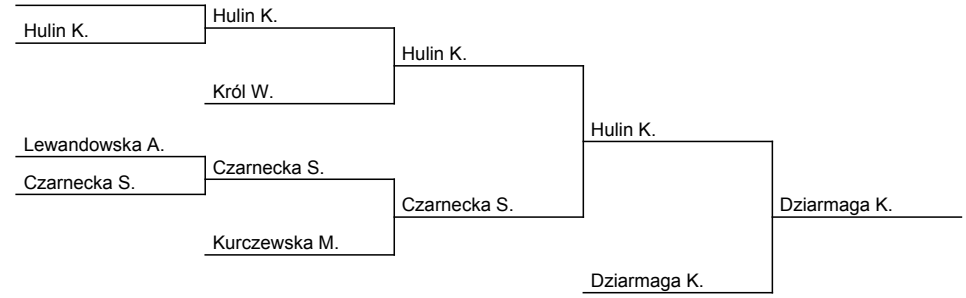 Hulin K.
Hulin K.
Hulin K.
Król W.
Hulin K.
Lewandowska A.
Czarnecka S.
Czarnecka S.
Czarnecka S.
Dziarmaga K.
Kurczewska M.
Dziarmaga K.